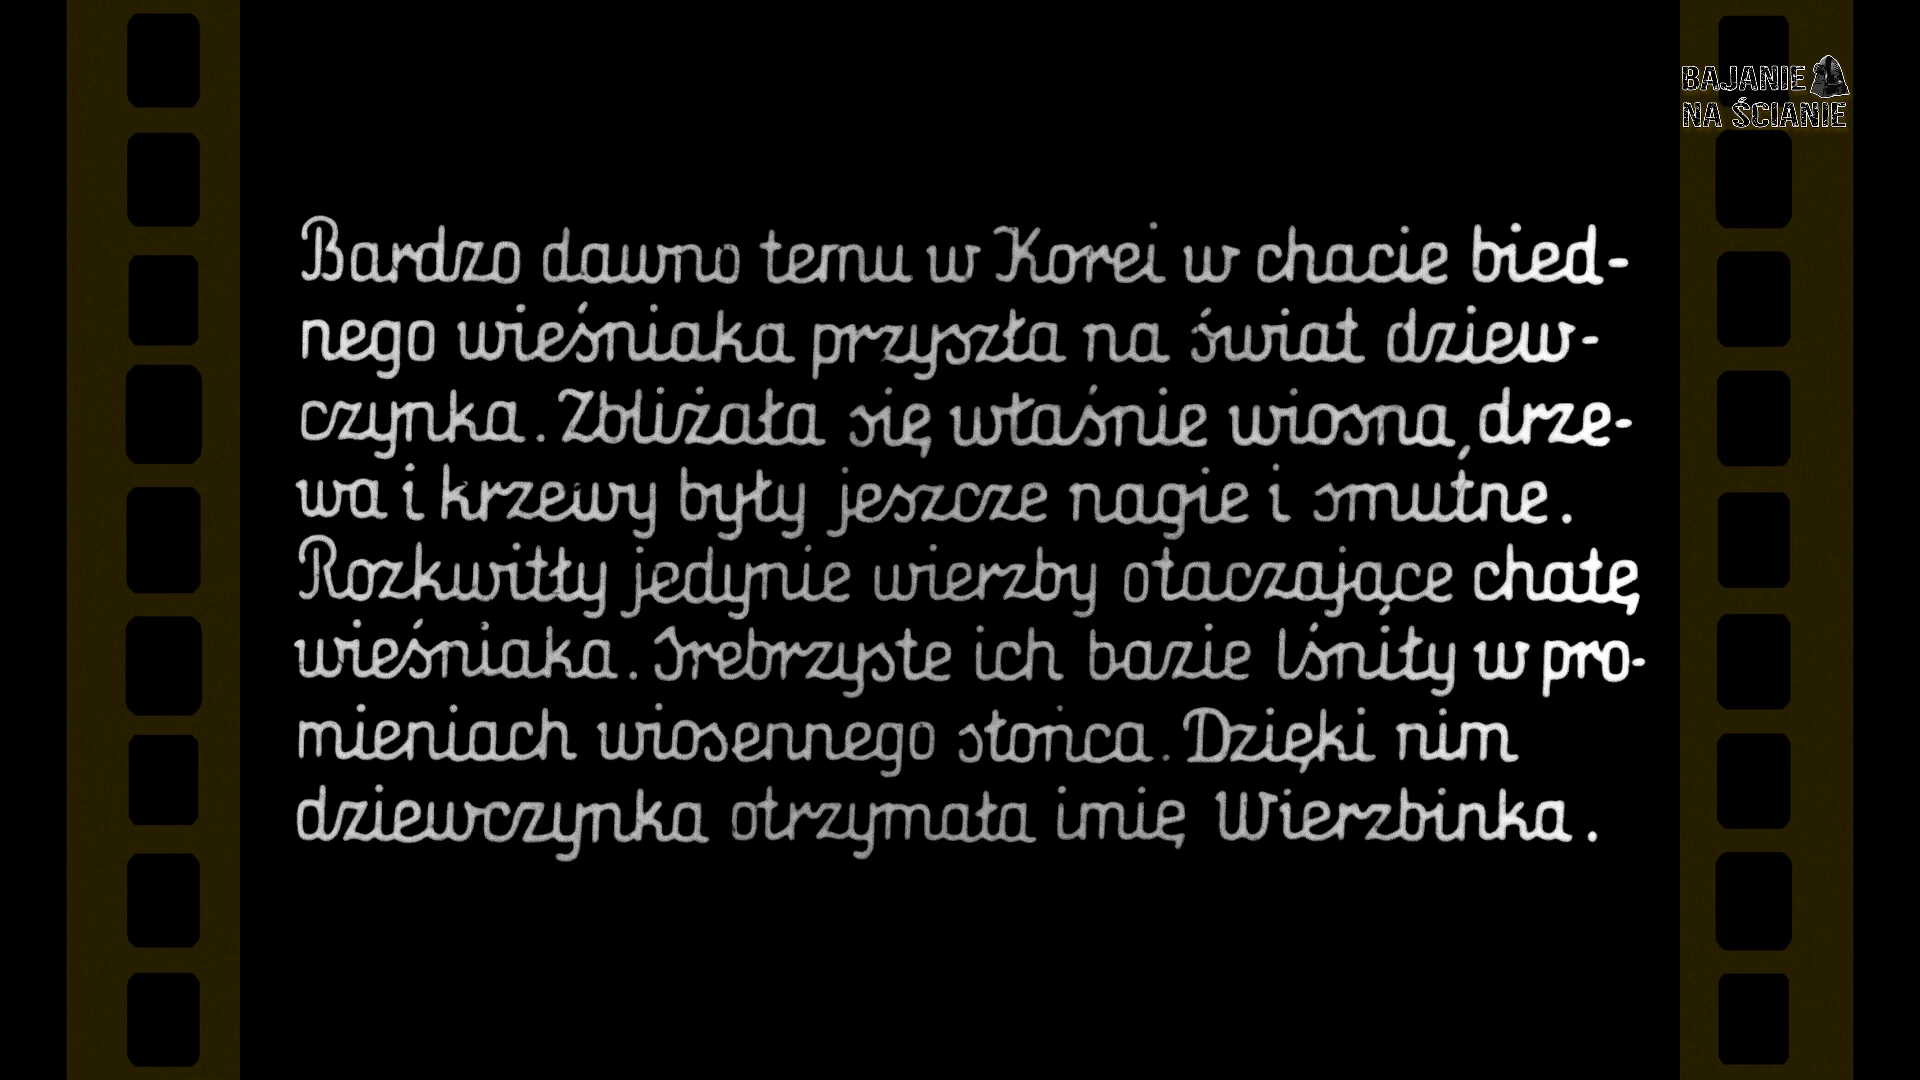 BAJANIE
NA ŚCIANIE
Bardzo dawno temu w Korei w chacie bied-
nego wieśniaka przyszła na świat dziew-
czynka. Zbliżała się właśnie wiosna, drze-
wa i krzewy były jeszcze nagie i smutne.
Rozkwitły jedynie wierzby otaczające chatę
wieśniaka. Srebrzyste ich bazie lśniły w pro-
mieniach wiosennego słońca. Dzięki nim
dziewczynka otrzymała imię Wierzbinka.